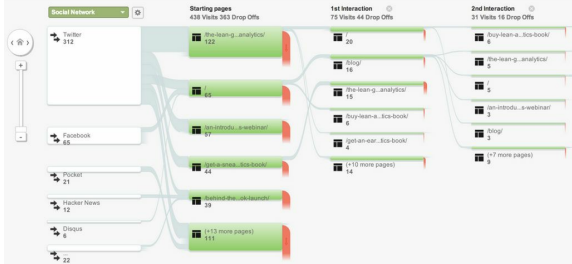 Social Network
Starting pages
438 Visits 363 Drop Offs
1st Interaction
75 Visits 44 Drop Offs
2nd Interaction
31 Visits 16 Drop Offs
Twitter
312
Facebook
65
Pocket
21
Hacker News
12
Disqus
6
...
22
/the-lean-g...analytics/
122
/
65
/an-introdu...s-webinar/
57
/get-a-snea...tics-book/
44
/behind-the...ok-launch/
39
(+13 more pages)
111
/
20
/blog/
16
/the-lean-g...analytics/
15
/buy-lean-a...tics-book/
6
/get-an-ear...tics-book/
4
(+10 more pages)
14
/buy-lean-a...tics-book/
6
/the-lean-g...analytics/
5
/
5
/an-introdu...s-webinar/
3
/blog/
3
(+7 more pages)
9